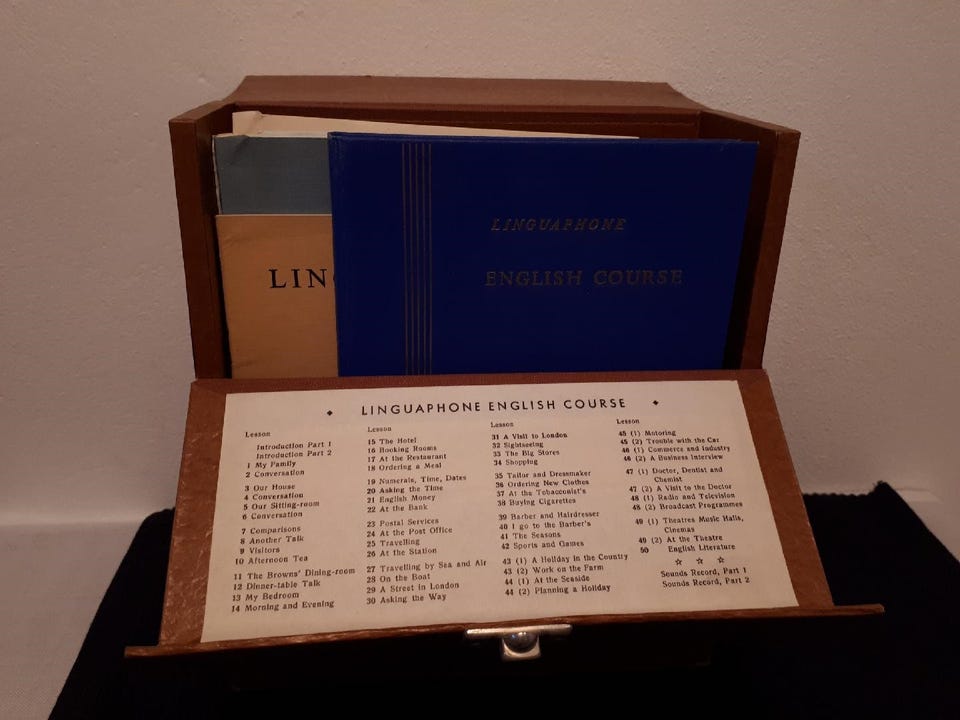 LINGUAPHONE
ENGLISH COURSE
LIN
LINGUAPHONE ENGLISH COURSE
Lesson
Introduction Part 1
Introduction Part 2
1 My Family
2 Conversation
3 Our House
4 Conversation
5 Our Sitting-room
6 Conversation
7 Comparisons
8 Another Talk
9 Visitors
10 Afternoon Tea
11 The Browns' Dining-room
12 Dinner-table Talk
13 My Bedroom
14 Morning and Evening
Lesson
15 The Hotel
16 Booking Rooms
17 At the Restaurant
18 Ordering a Meal
19 Numerals, Time, Dates
20 Asking the Time
21 English Money
22 At the Bank
23 Postal Services
24 At the Post Office
25 Travelling
26 At the Station
27 Travelling by Sea and Air
28 On the Boat
29 A Street in London
30 Asking the Way
Lesson
31 A Visit to London
32 Sightseeing
33 The Big Stores
34 Shopping
35 Tailor and Dressmaker
36 Ordering New Clothes
37 At the Tobacconist's
38 Buying Cigarettes
39 Barber and Hairdresser
40 I go to the Barber's
41 The Seasons
42 Sports and Games
43 (1) A Holiday in the Country
43 (2) Work on the Farm
44 (1) At the Seaside
44 (2) Planning a Holiday
Lesson
45 (1) Motoring
45 (2) Trouble with the Car
46 (1) Commerce and Industry
46 (2) A Business Interview
47 (1) Doctor, Dentist and
Chemist
47 (2) A Visit to the Doctor
48 (1) Radio and Television
48 (2) Broadcast Programmes
49 (1) Theatres Music Halls,
Cinemas
49 (2) At the Theatre
50 English Literature
Sounds Record, Part 1
Sounds Record, Part 2